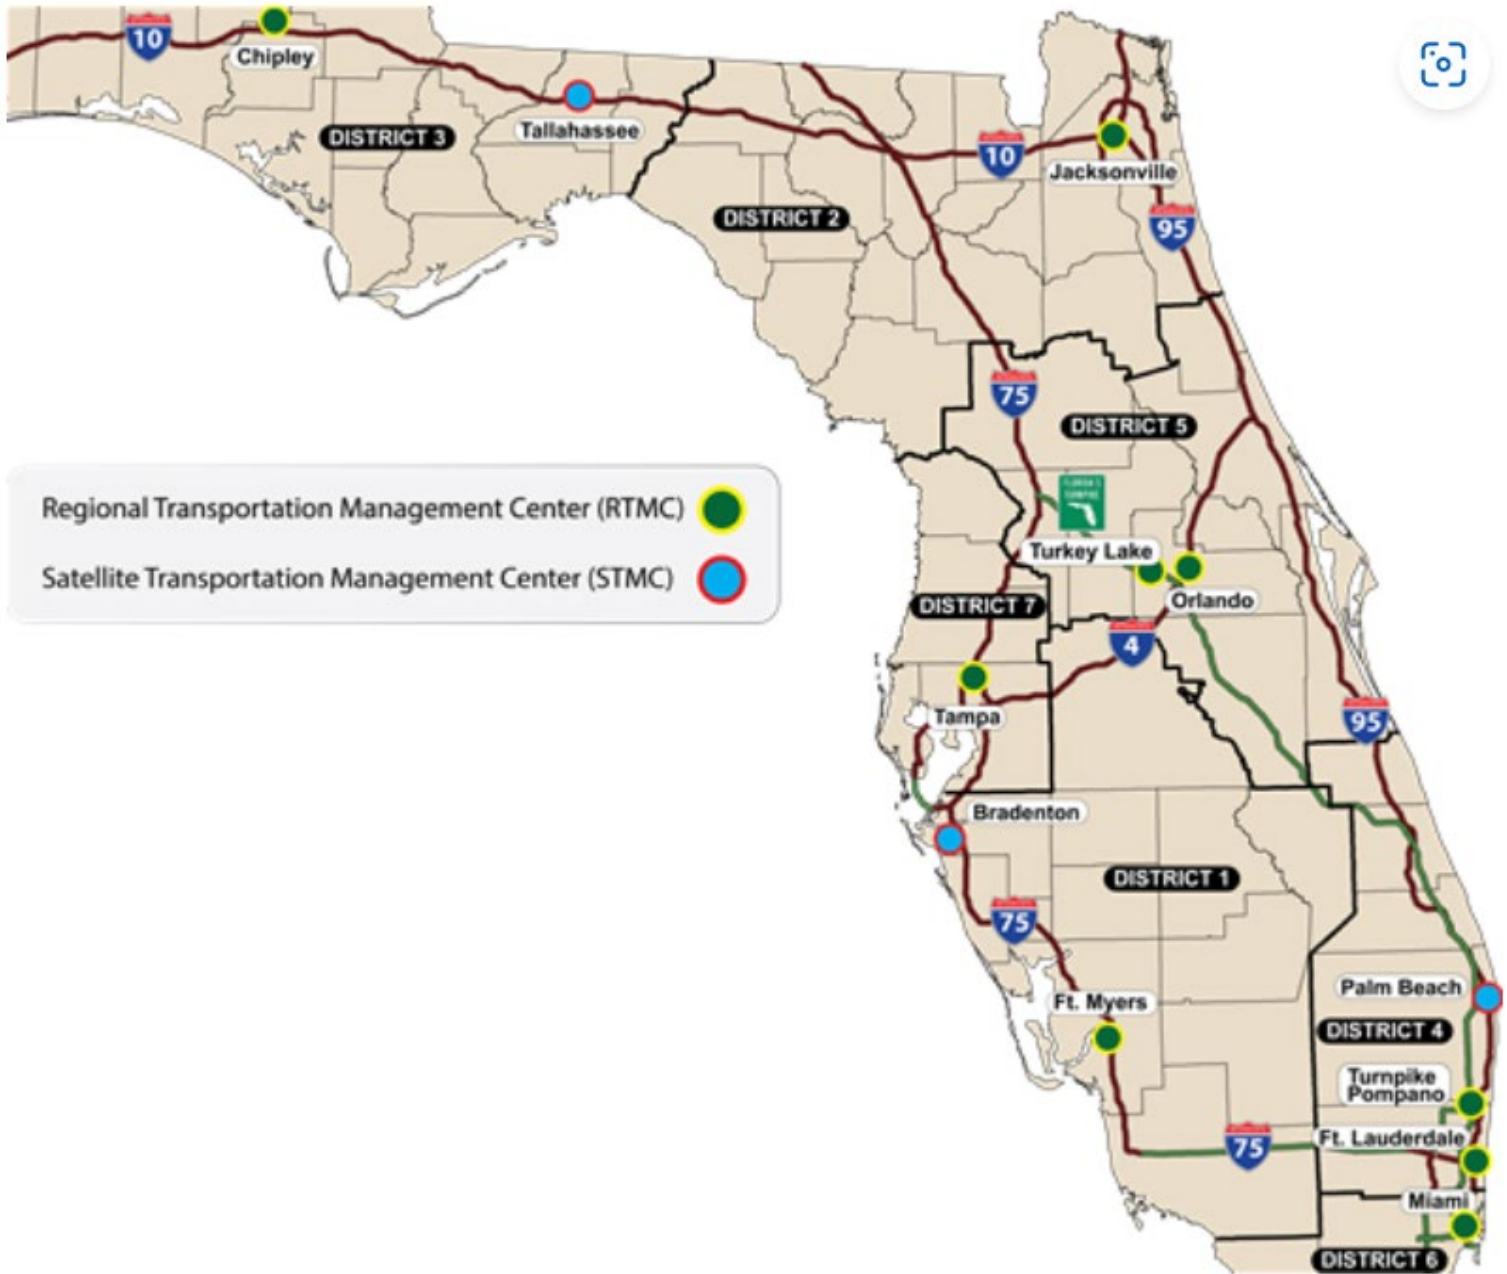 10
Chipley
DISTRICT 3
Tallahassee
DISTRICT 2
10
Jacksonville
95
75
DISTRICT 5
FLORIDA'S
TURNPIKE
Regional Transportation Management Center (RTMC)
Satellite Transportation Management Center (STMC)
Turkey Lake
Orlando
DISTRICT 7
4
Tampa
95
Bradenton
DISTRICT 1
75
Ft. Myers
Palm Beach
DISTRICT 4
Turnpike
Pompano
Ft. Lauderdale
75
Miami
DISTRICT 6